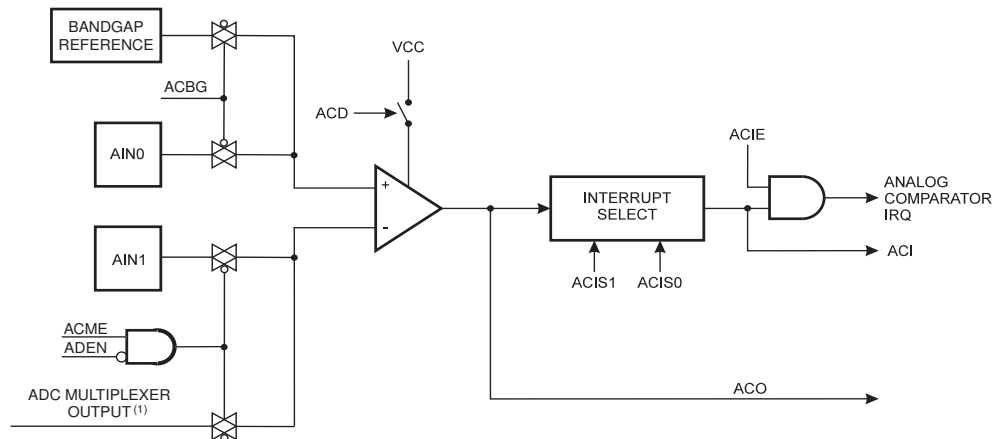 BANDGAP
REFERENCE
VCC
ACBG
ACD
AIN0
ACIE
+
-
INTERRUPT
SELECT
ANALOG
COMPARATOR
IRQ
AIN1
ACI
ACIS1 ACIS0
ACME
ADEN
ADC MULTIPLEXER
OUTPUT (1)
ACO